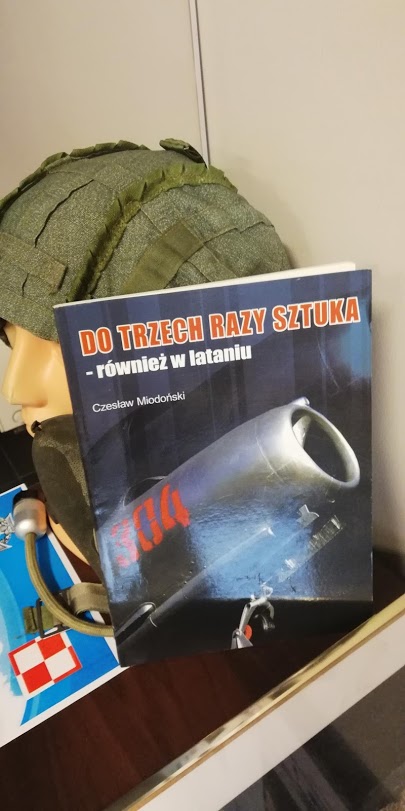 DO TRZECH RAZY SZTUKA
- również w lataniu
Czesław Miodoński
304